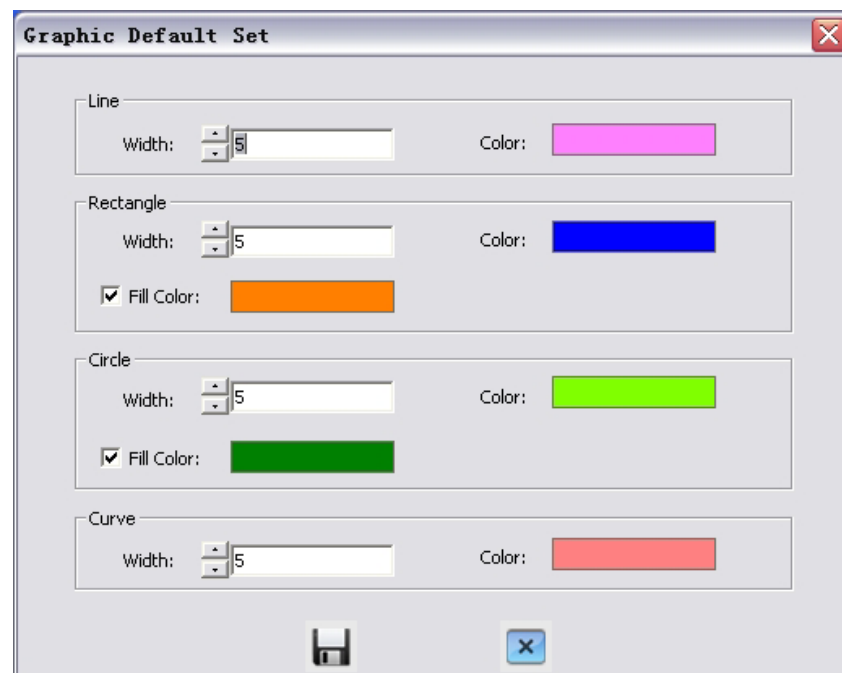 Graphic Default Set
Line
Width: 5 Color:
Rectangle
Width: 5 Color:
Fill Color:
Circle
Width: 5 Color:
Fill Color:
Curve
Width: 5 Color: